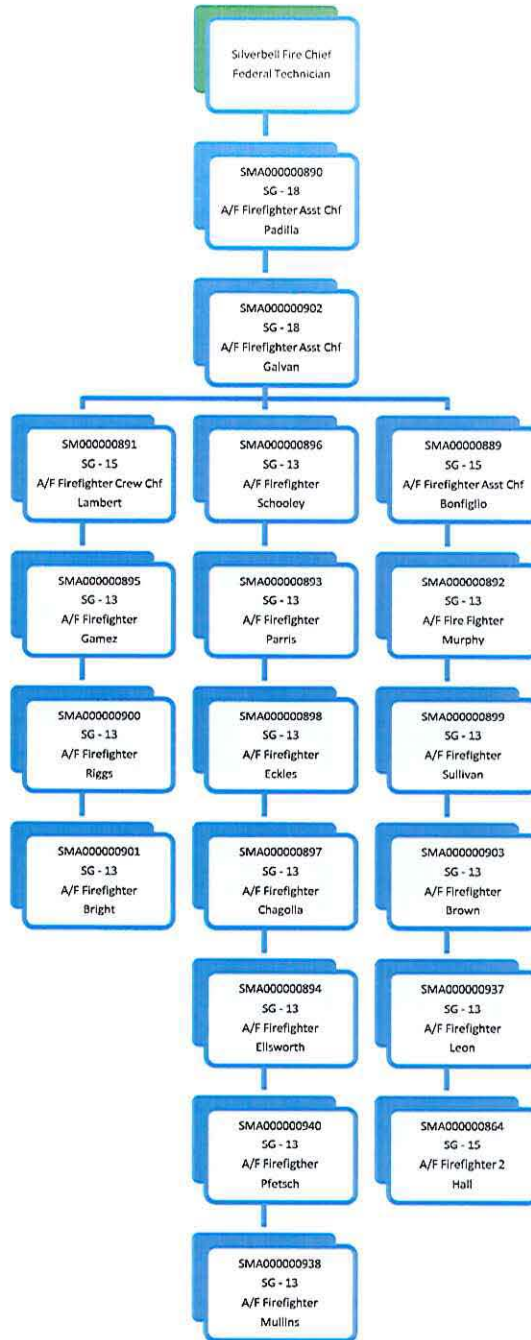 Silverbell Fire Chief
Federal Technician
SMA000000890
SG - 18
A/F Firefighter Asst Chf
Padilla
SMA000000902
SG - 18
A/F Firefighter Asst Chf
Galvan
SM000000891
SG - 15
A/F Firefighter Crew Chf
Lambert
SMA000000895
SG - 13
A/F Firefighter
Gamez
SMA000000900
SG - 13
A/F Firefighter
Riggs
SMA000000901
SG - 13
A/F Firefighter
Bright
SMA000000896
SG - 13
A/F Firefighter
Schooley
SMA000000893
SG - 13
A/F Firefighter
Parris
SMA000000898
SG - 13
A/F Firefighter
Eckles
SMA000000897
SG - 13
A/F Firefighter
Chagolla
SMA000000894
SG - 13
A/F Firefighter
Ellsworth
SMA000000940
SG - 13
A/F Firefigther
Pfetsch
SMA000000938
SG - 13
A/F Firefighter
Mullins
SMA00000889
SG - 15
A/F Firefighter Asst Chf
Bonfiglio
SMA000000892
SG - 13
A/F Fire Fighter
Murphy
SMA000000899
SG - 13
A/F Firefighter
Sullivan
SMA000000903
SG - 13
A/F Firefighter
Brown
SMA000000937
SG - 13
A/F Firefighter
Leon
SMA000000864
SG - 15
A/F Firefighter 2
Hall